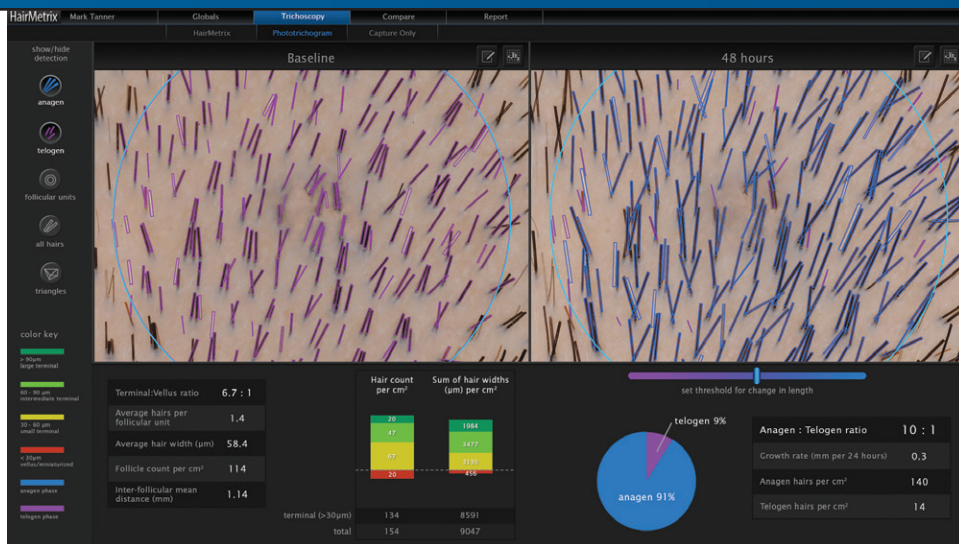 HairMetrix Mark Tanner Globals Trichoscopy Compare Report
HairMetrix Phototrichogram Capture Only
show/hide
detection
anagen
telogen
follicular units
all hairs
triangles
Baseline
48 hours
color key
> 90µm
large terminal
60 - 90 µm
intermediate terminal
30 - 60 µm
small terminal
< 30µm
vellus/miniaturized
anagen phase
telogen phase
Terminal:Vellus ratio 6.7 : 1
Average hairs per
follicular unit 1.4
Average hair width (µm) 58.4
Follicle count per cm² 114
Inter-follicular mean
distance (mm) 1.14
Hair count
per cm²
Sum of hair widths
(µm) per cm²
20 1984
47 3477
67
20 456
terminal (>30µm) 134 8591
total 154 9047
set threshold for change in length
telogen 9%
anagen 91%
Anagen : Telogen ratio 10 : 1
Growth rate (mm per 24 hours) 0,3
Anagen hairs per cm² 140
Telogen hairs per cm² 14